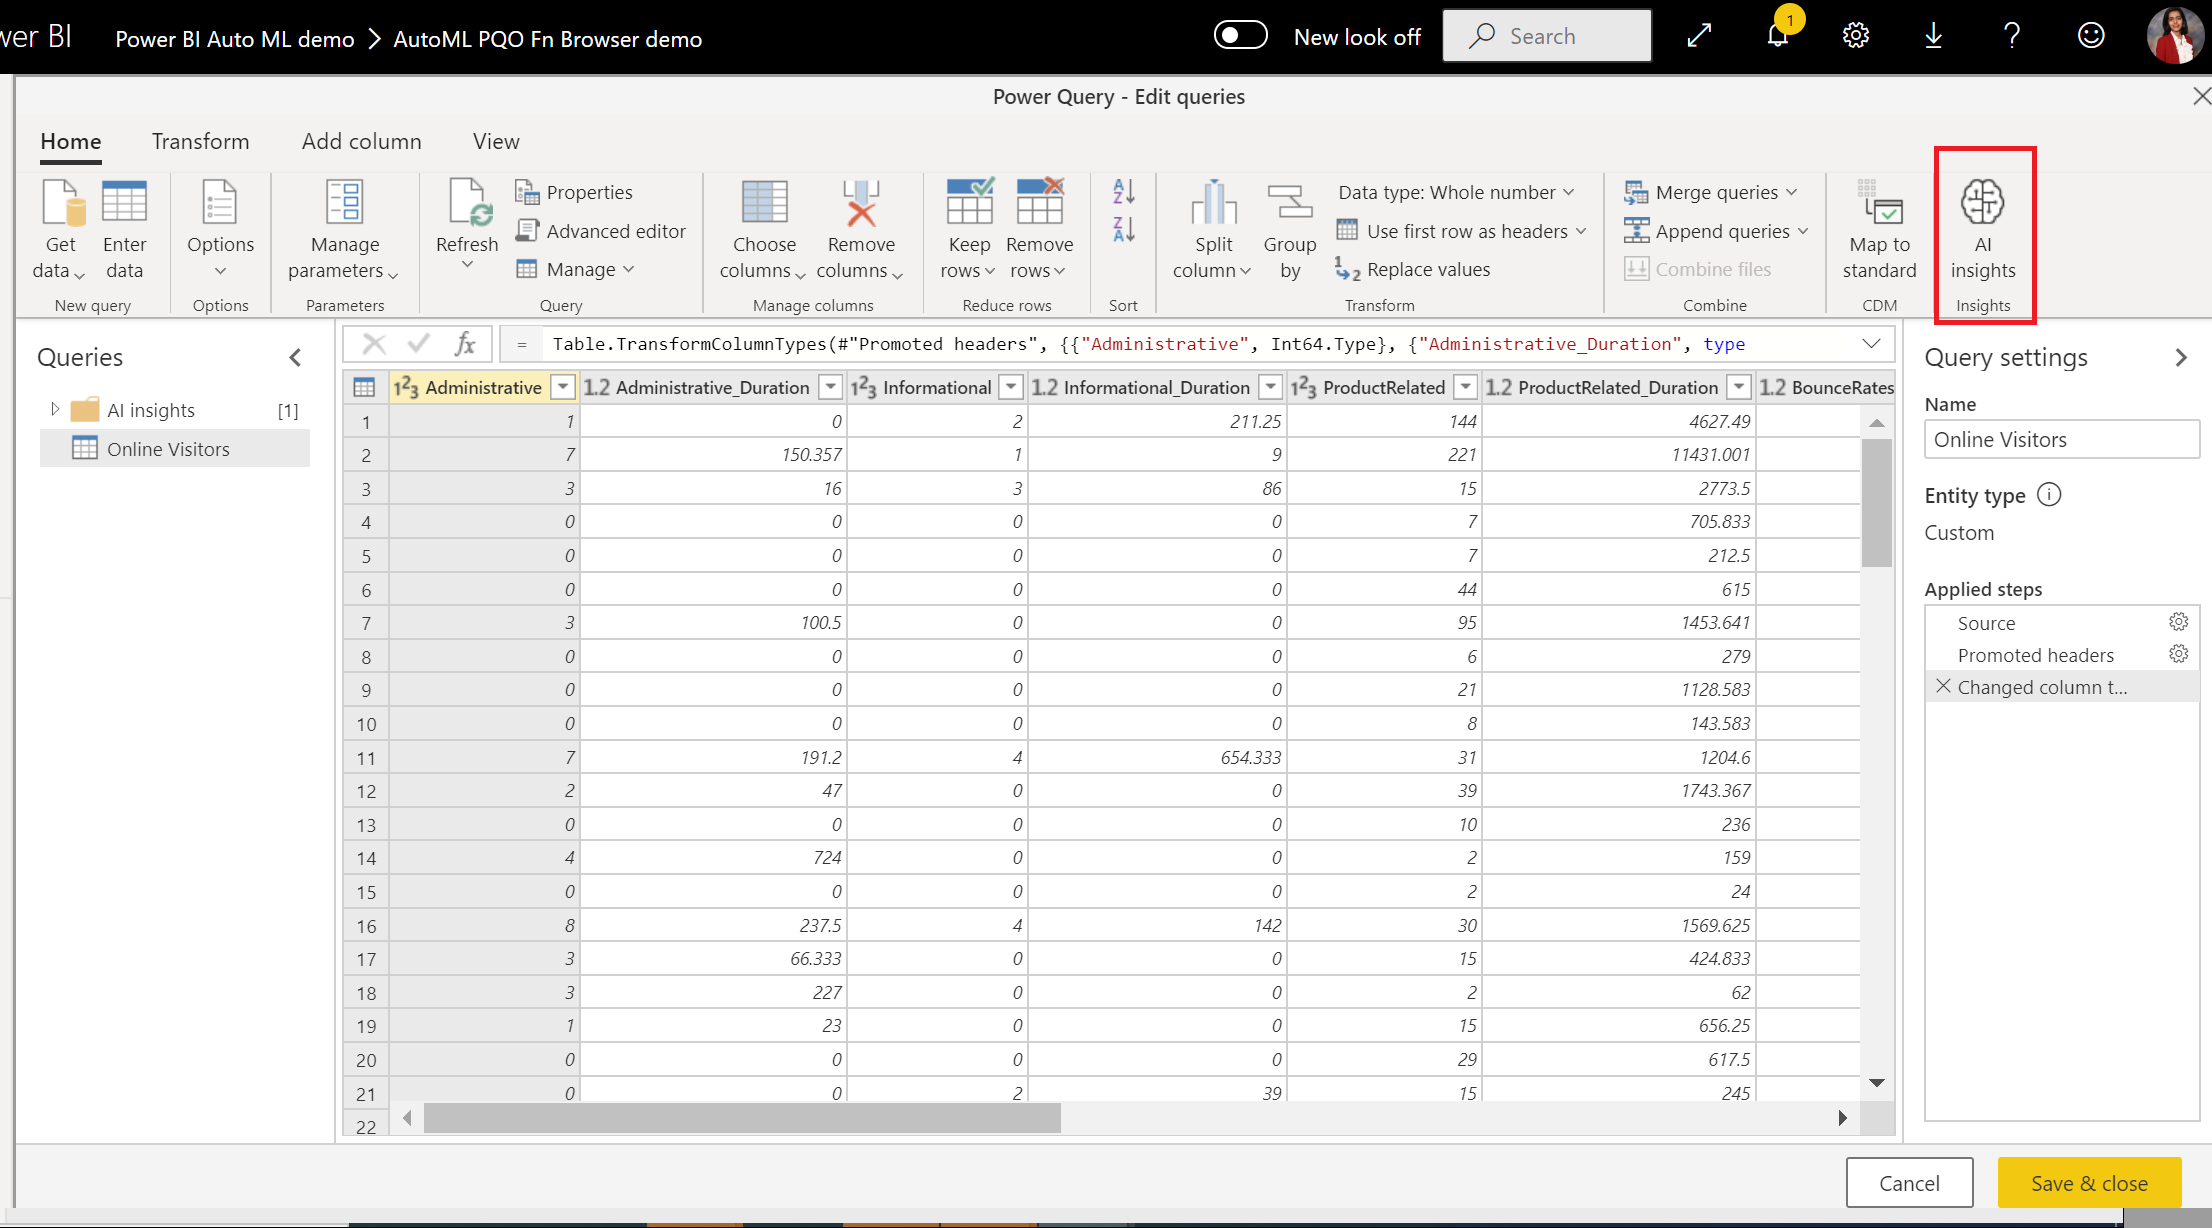 wer BI
Power BI Auto ML demo > AutoML PQO Fn Browser demo
New look off
Search
1
Power Query - Edit queries
Home Transform Add column View
Get data
Enter data
New query
Options
Options
Manage parameters
Parameters
Refresh
Properties
Advanced editor
Manage
Query
Choose columns
Remove columns
Manage columns
Keep rows
Remove rows
Reduce rows
A Z
Z A
Sort
Split column
Group by
Data type: Whole number
Use first row as headers
1 2 Replace values
Transform
Merge queries
Append queries
Combine files
Combine
Map to standard
CDM
AI insights
Insights
Queries
AI insights [1]
Online Visitors
fx = Table.TransformColumnTypes(#"Promoted headers", {{"Administrative", Int64.Type}, {"Administrative_Duration", type
123 Administrative 1.2 Administrative_Duration 123 Informational 1.2 Informational_Duration 123 ProductRelated 1.2 ProductRelated_Duration 1.2 BounceRates
1 1 0 2 211.25 144 4627.49
2 7 150.357 1 9 221 11431.001
3 3 16 3 86 15 2773.5
4 0 0 0 0 7 705.833
5 0 0 0 0 7 212.5
6 0 0 0 0 44 615
7 3 100.5 0 0 95 1453.641
8 0 0 0 0 6 279
9 0 0 0 0 21 1128.583
10 0 0 0 0 8 143.583
11 7 191.2 4 654.333 31 1204.6
12 2 47 0 0 39 1743.367
13 0 0 0 0 10 236
14 4 724 0 0 2 159
15 0 0 0 0 2 24
16 8 237.5 4 142 30 1569.625
17 3 66.333 0 0 15 424.833
18 3 227 0 0 2 62
19 1 23 0 0 15 656.25
20 0 0 0 0 29 617.5
21 0 0 2 39 15 245
22
Query settings
Name
Online Visitors
Entity type
Custom
Applied steps
Source
Promoted headers
Changed column t...
Cancel
Save & close